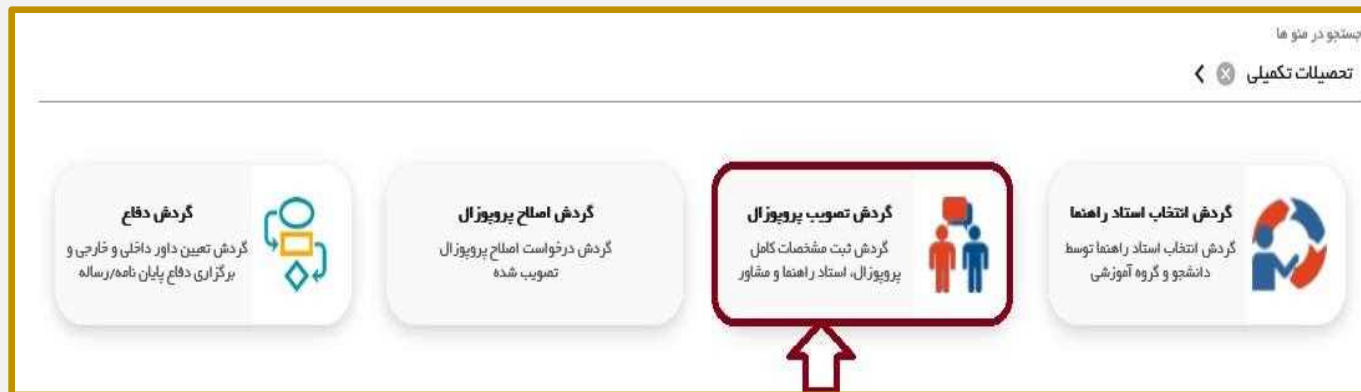 جستجو در منو ها
تحصیلات تکمیلی
گردش انتخاب استاد راهنما
گردش انتخاب استاد راهنما توسط
دانشجو و گروه آموزشی
گردش تصویب پروپوزال
گردش ثبت مشخصات کامل
پروپوزال، استاد راهنما و مشاور
گردش اصلاح پروپوزال
گردش درخواست اصلاح پروپوزال
تصویب شده
گردش دفاع
گردش تعیین داور داخلی و خارجی و
برگزاری دفاع پایان نامه/رساله